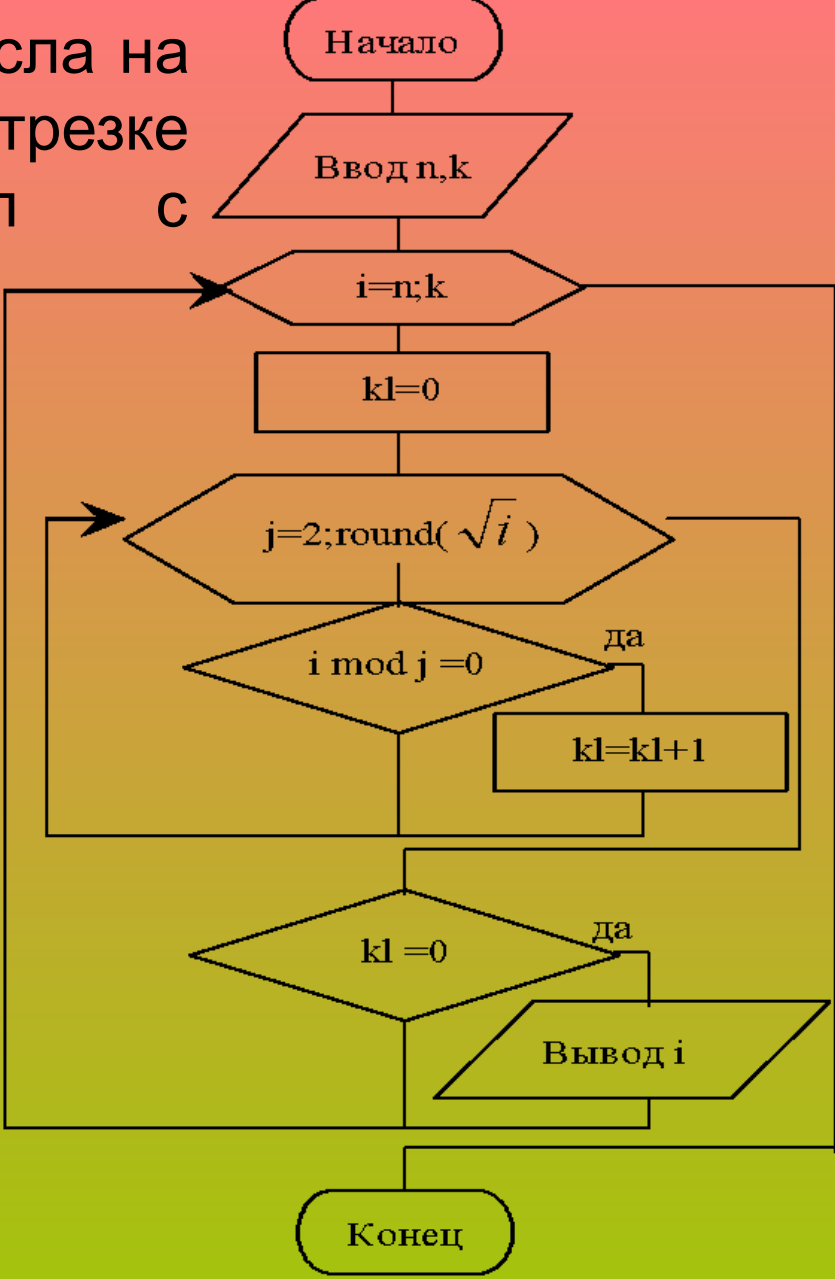 сла на
трезке
с
Начало
Ввод n,k
i=n;k
kl=0
j=2;round( √i )
i mod j =0
да
kl=kl+1
kl =0
да
Вывод i
Конец